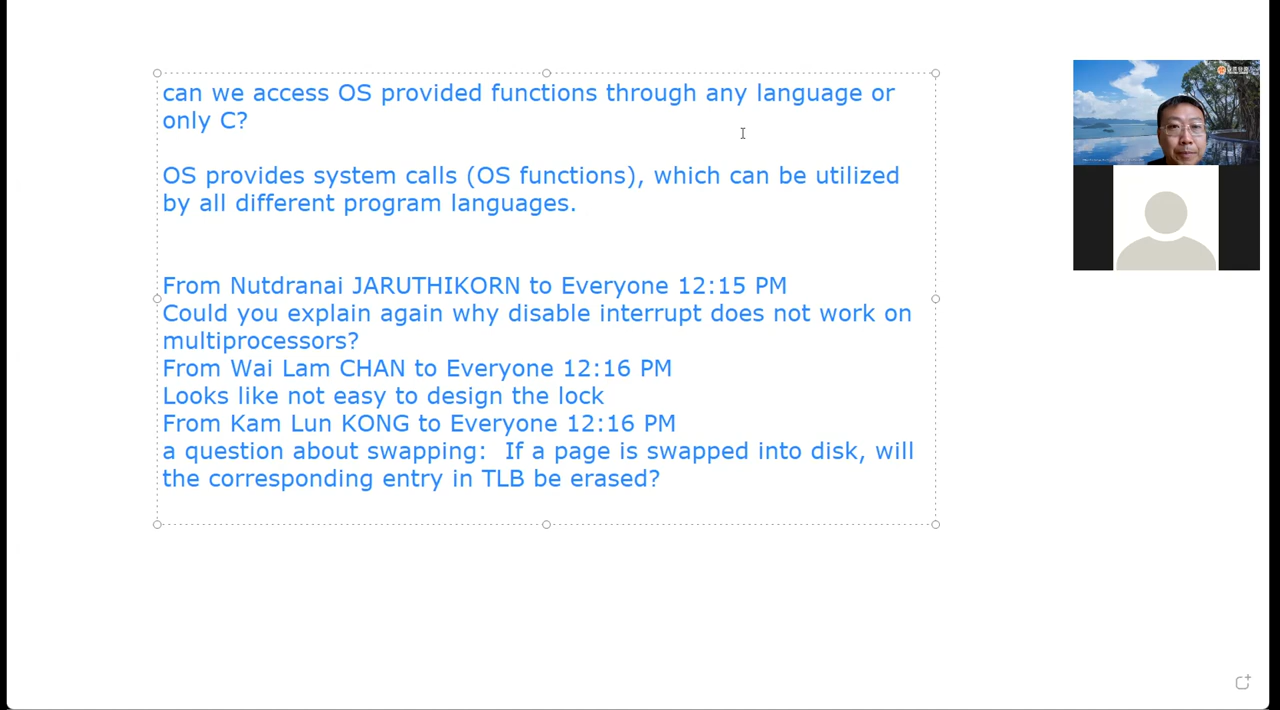 can we access OS provided functions through any language or
only C?
OS provides system calls (OS functions), which can be utilized
by all different program languages.
From Nutdranai JARUTHIKORN to Everyone 12:15 PM
Could you explain again why disable interrupt does not work on
multiprocessors?
From Wai Lam CHAN to Everyone 12:16 PM
Looks like not easy to design the lock
From Kam Lun KONG to Everyone 12:16 PM
a question about swapping:  If a page is swapped into disk, will
the corresponding entry in TLB be erased?